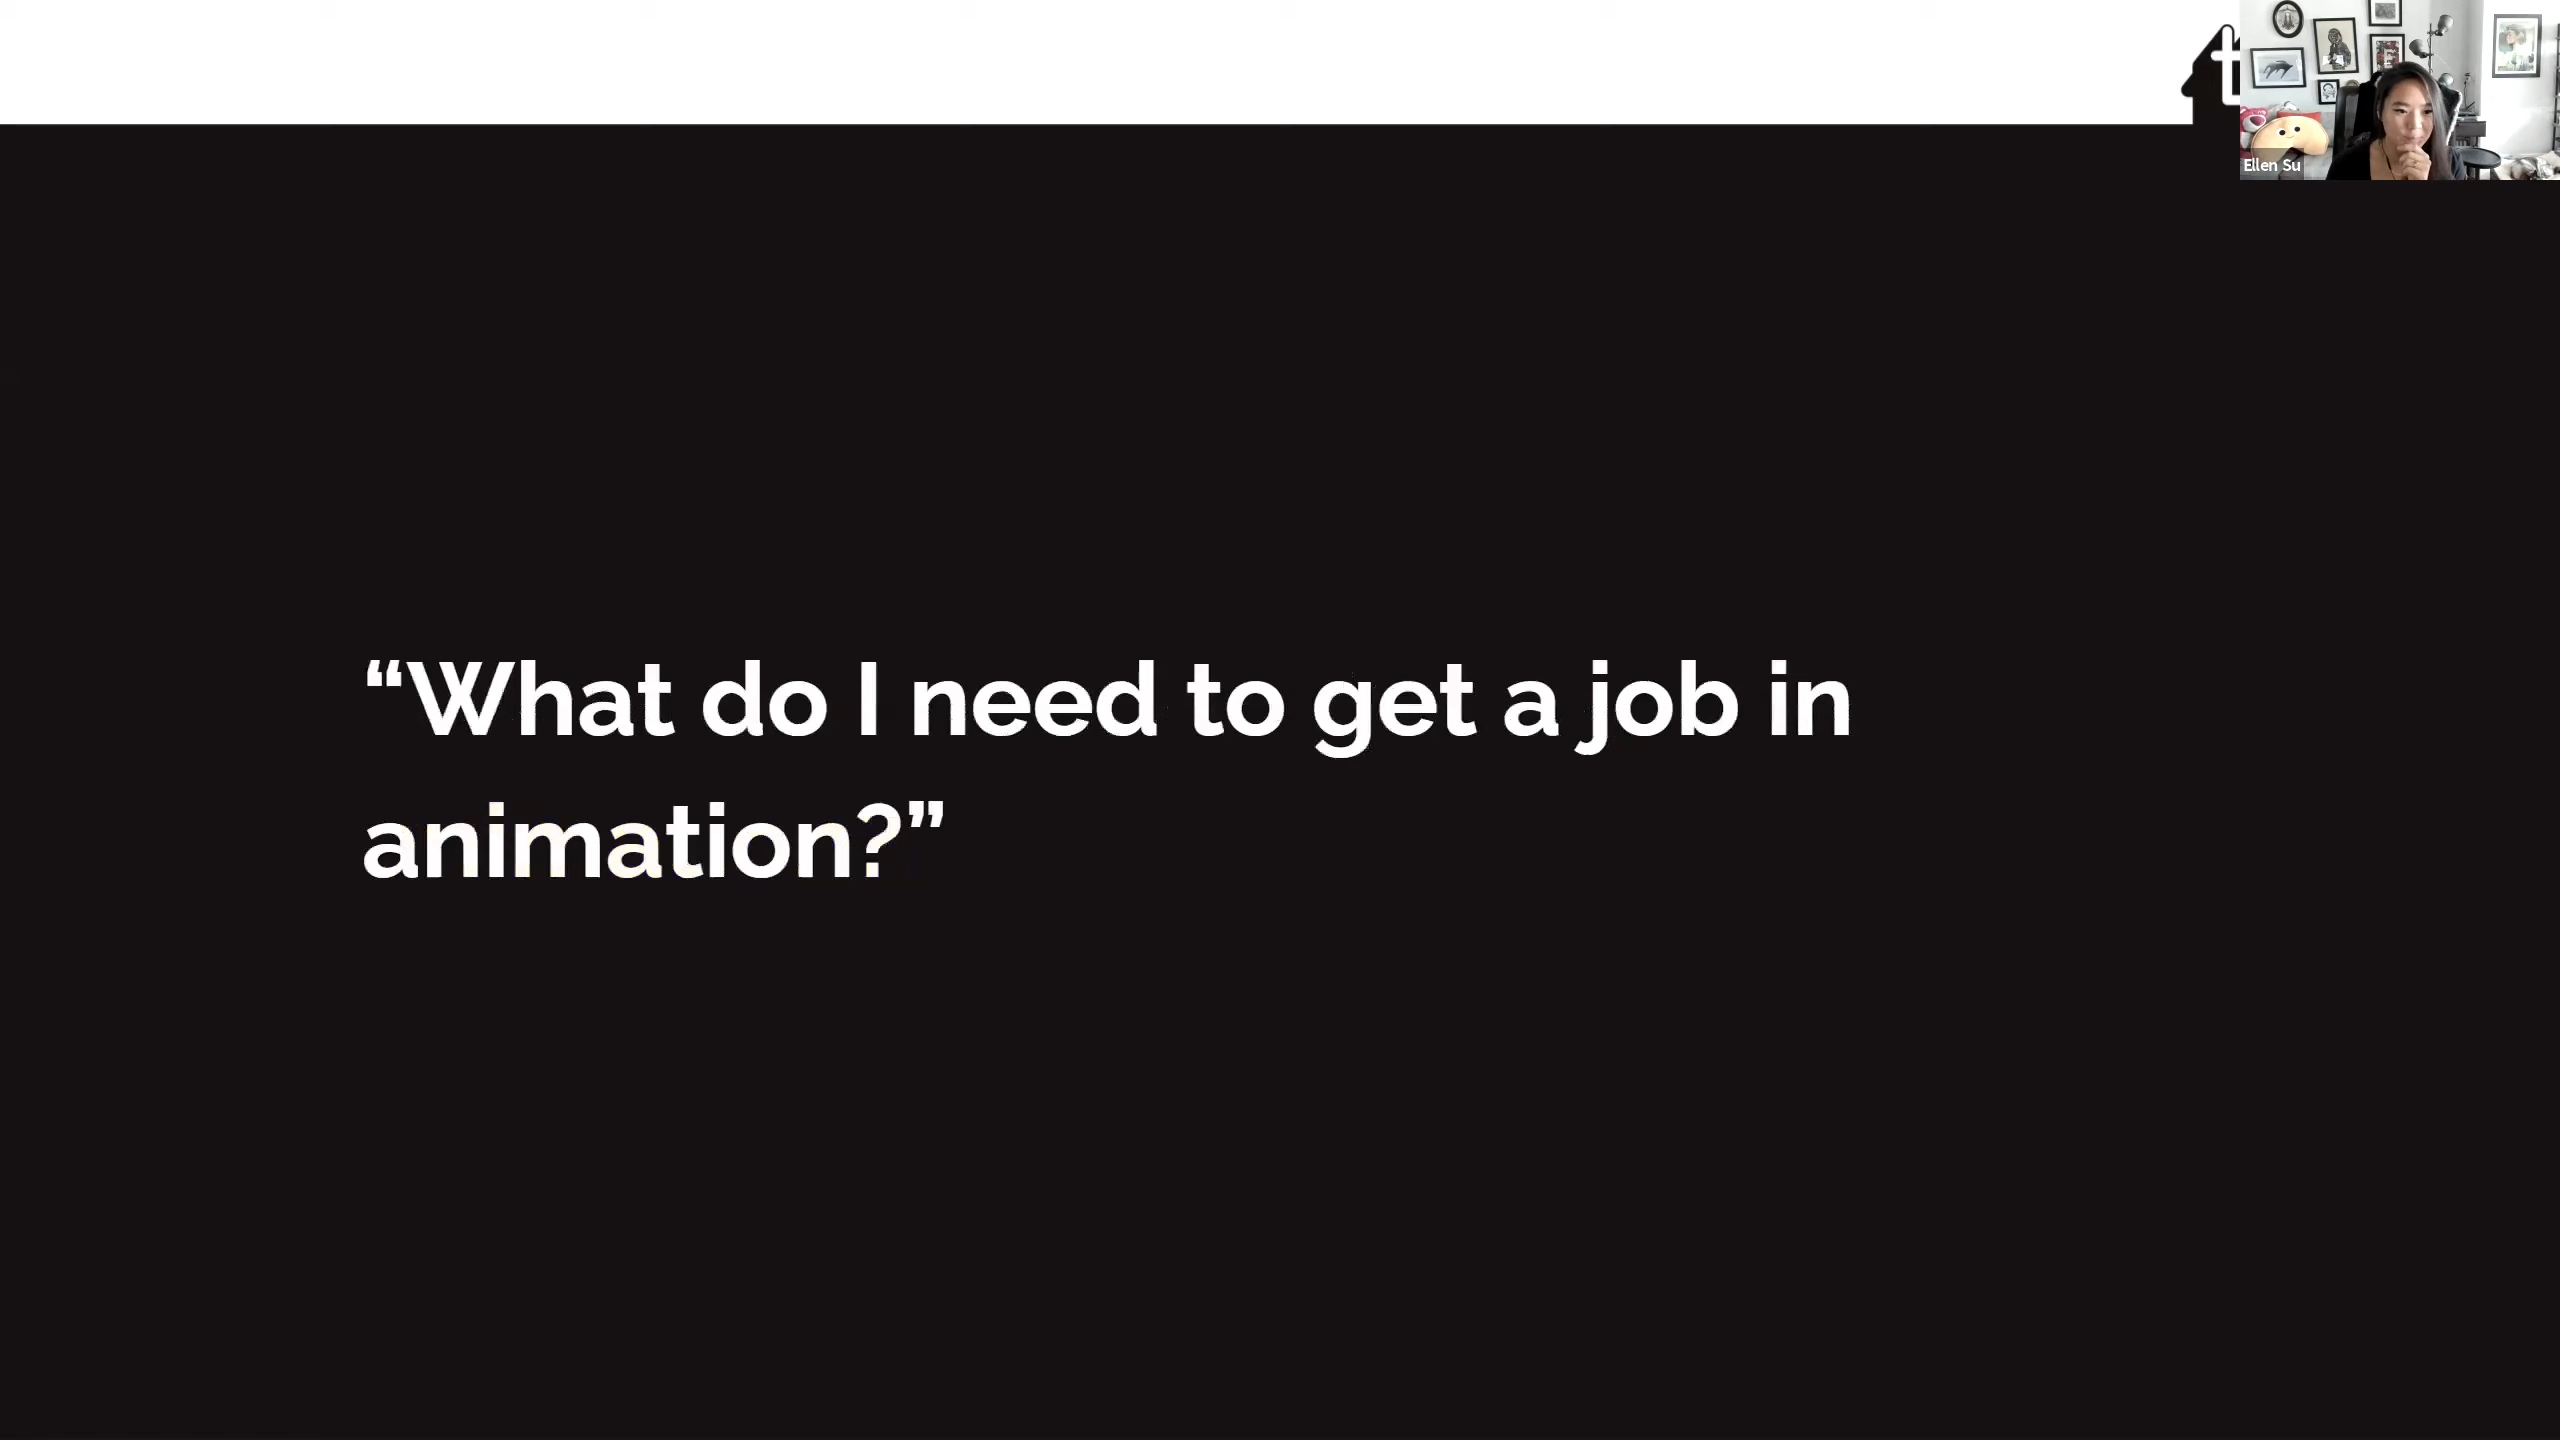 t
Ellen Su
“What do I need to get a job in
animation?”